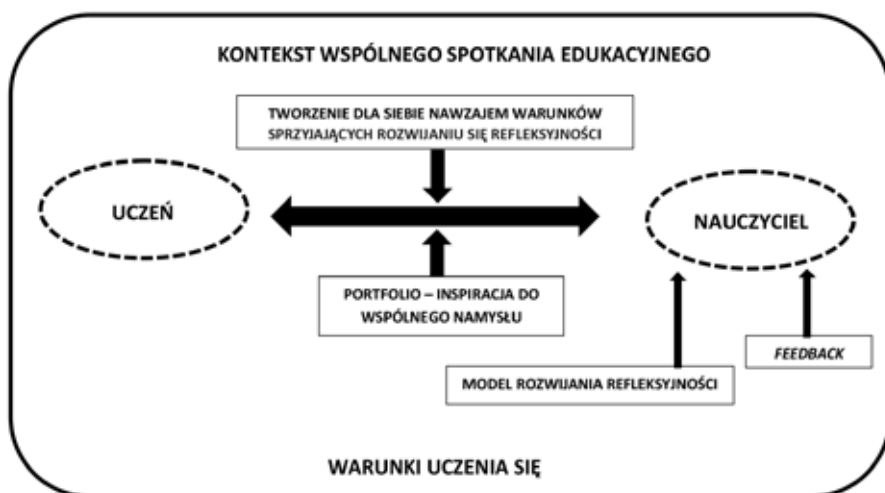 KONTEKST WSPÓLNEGO SPOTKANIA EDUKACYJNEGO
TWORZENIE DLA SIEBIE NAWZAJEM WARUNKÓW
SPRZYJAJĄCYCH ROZWIJANIU SIĘ REFLEKSYJNOŚCI
UCZEŃ
NAUCZYCIEL
PORTFOLIO – INSPIRACJA DO
WSPÓLNEGO NAMYSŁU
FEEDBACK
MODEL ROZWIJANIA REFLEKSYJNOŚCI
WARUNKI UCZENIA SIĘ